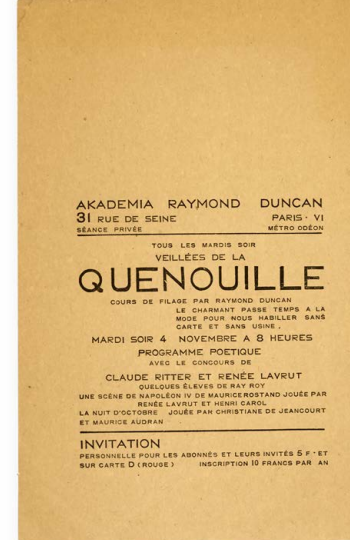 AKADEMIA RAYMOND DUNCAN
31 RUE DE SEINE PARIS - VI
SÉANCE PRIVÉE MÉTRO ODÉON
TOUS LES MARDIS SOIR
VEILLÉES DE LA
QUENOUILLE
COURS DE FILAGE PAR RAYMOND DUNCAN
LE CHARMANT PASSE TEMPS A LA
MODE POUR NOUS HABILLER SANS
CARTE ET SANS USINE.
MARDI SOIR 4 NOVEMBRE A 8 HEURES
PROGRAMME POETIQUE
AVEC LE CONCOURS DE
CLAUDE RITTER ET RENÉE LAVRUT
QUELQUES ÉLEVES DE RAY ROY
UNE SCÈNE DE NAPOLÉON IV DE MAURICE ROSTAND JOUÉE PAR
RENÉE LAVRUT ET HENRI CAROL
LA NUIT D'OCTOBRE JOUÉE PAR CHRISTIANE DE JEANCOURT
ET MAURICE AUDRAN
INVITATION
PERSONNELLE POUR LES ABONNÉS ET LEURS INVITÉS 5 F - ET
SUR CARTE D (ROUGE) INSCRIPTION 10 FRANCS PAR AN